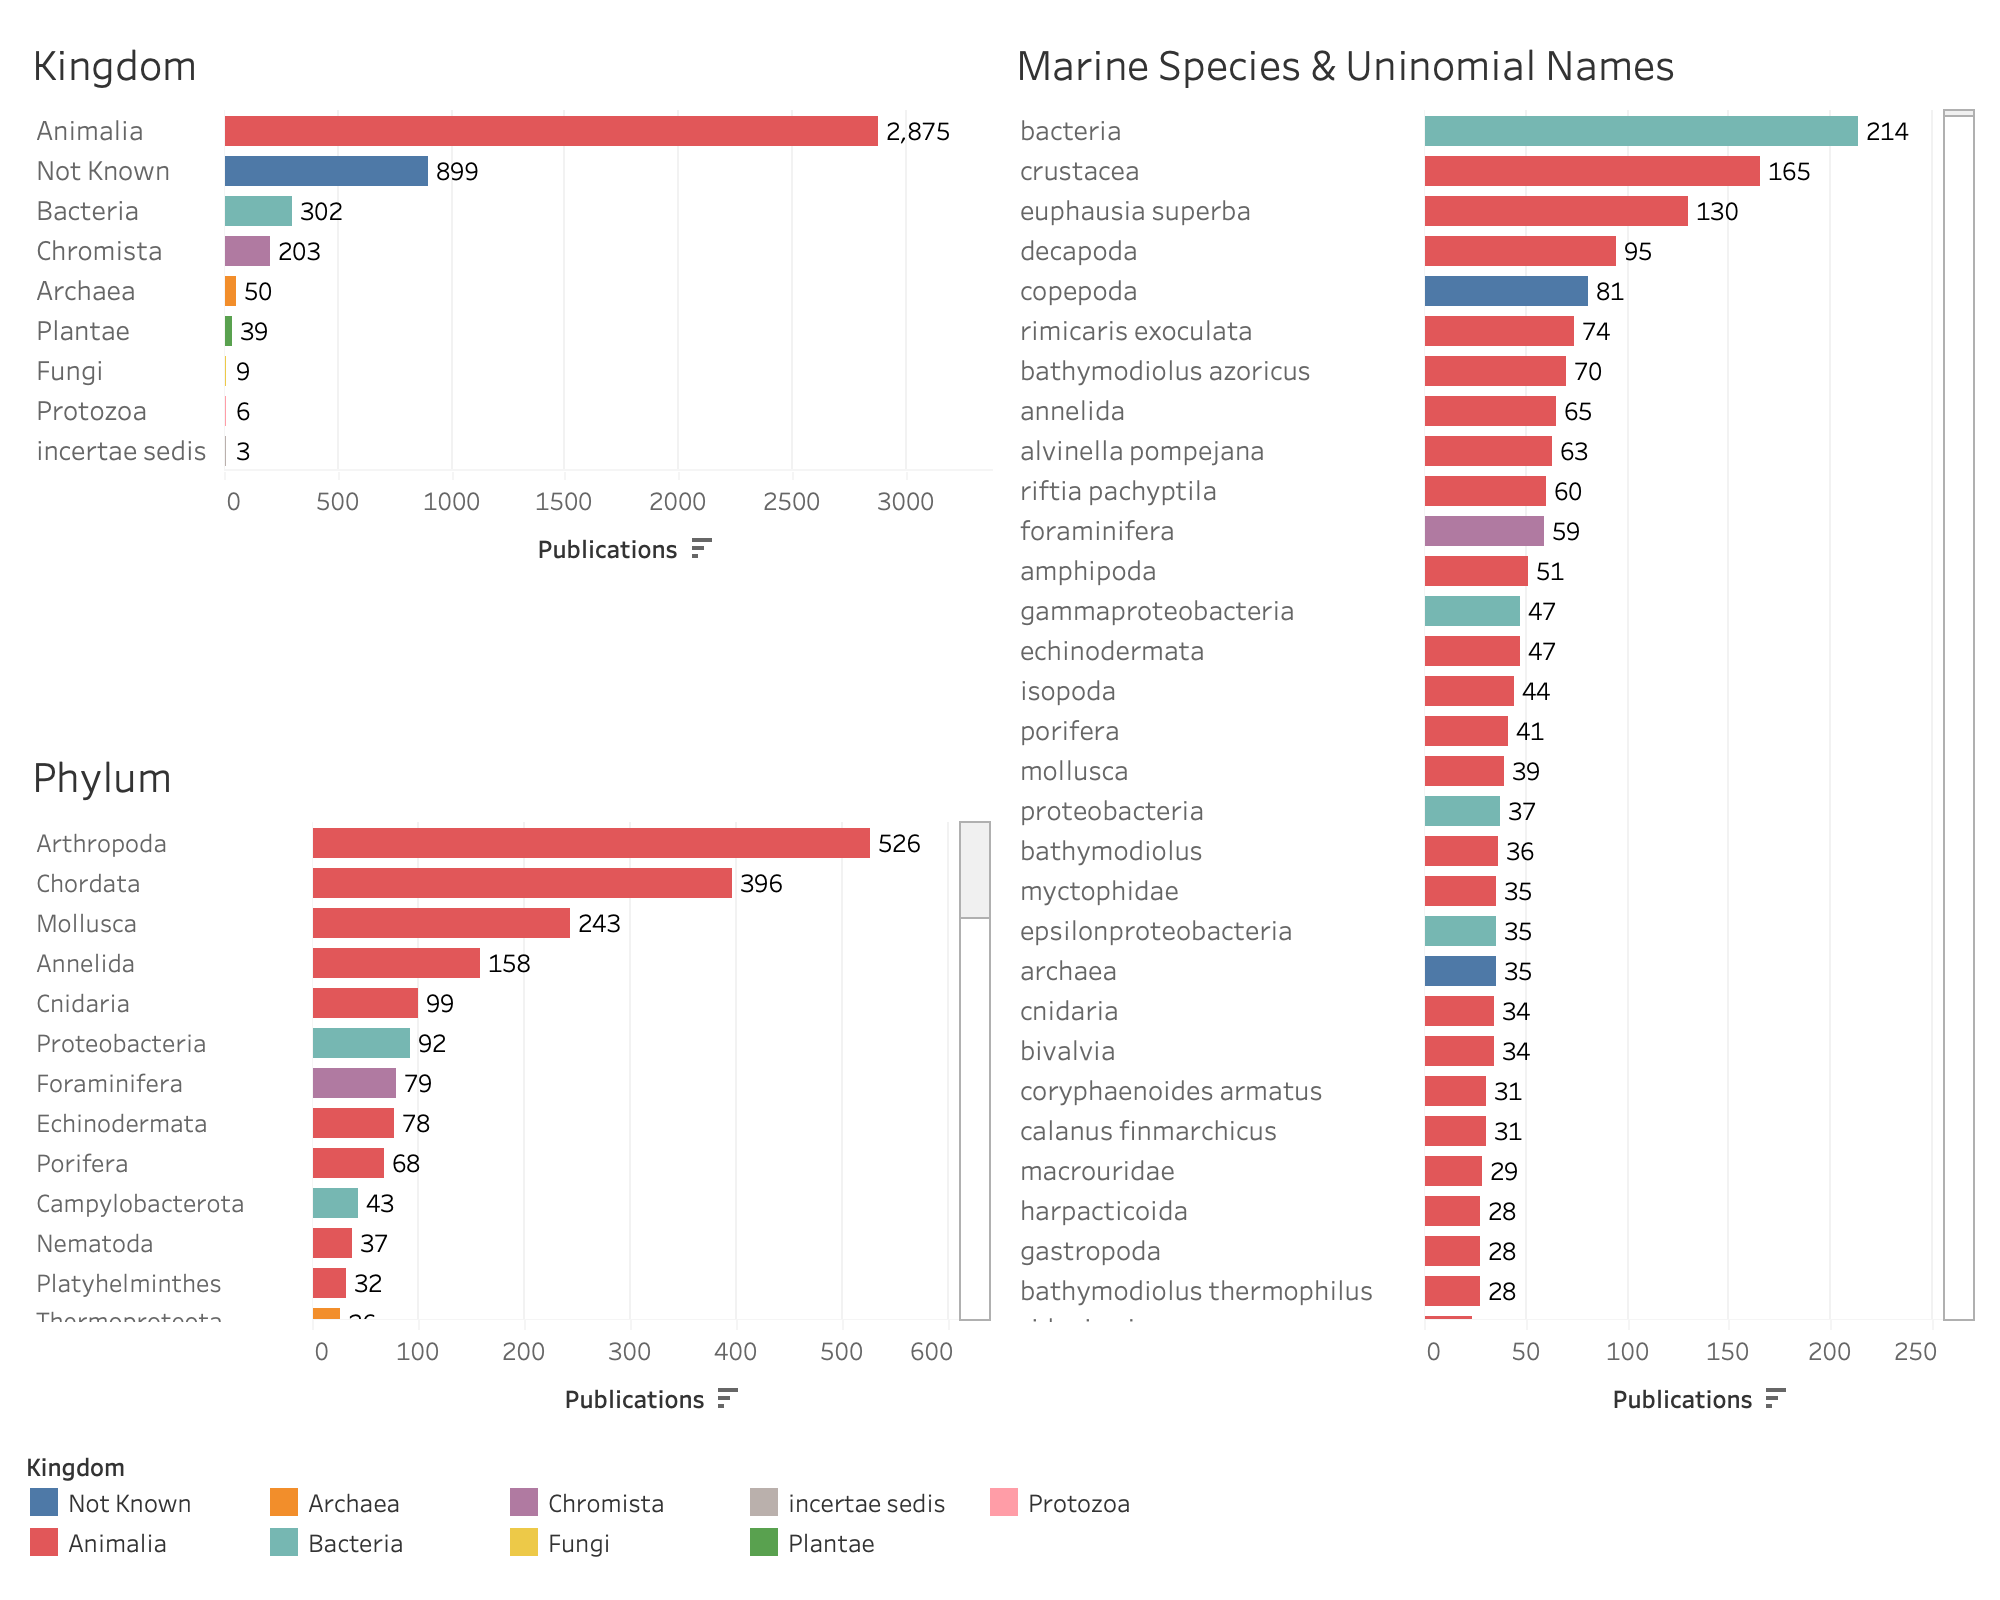 Kingdom
Animalia 2,875
Not Known 899
Bacteria 302
Chromista 203
Archaea 50
Plantae 39
Fungi 9
Protozoa 6
incertae sedis 3
0 500 1000 1500 2000 2500 3000
Publications
Phylum
Arthropoda 526
Chordata 396
Mollusca 243
Annelida 158
Cnidaria 99
Proteobacteria 92
Foraminifera 79
Echinodermata 78
Porifera 68
Campylobacterota 43
Nematoda 37
Platyhelminthes 32
Thermoproteota
0 100 200 300 400 500 600
Publications
Marine Species & Uninomial Names
bacteria 214
crustacea 165
euphausia superba 130
decapoda 95
copepoda 81
rimicaris exoculata 74
bathymodiolus azoricus 70
annelida 65
alvinella pompejana 63
riftia pachyptila 60
foraminifera 59
amphipoda 51
gammaproteobacteria 47
echinodermata 47
isopoda 44
porifera 41
mollusca 39
proteobacteria 37
bathymodiolus 36
myctophidae 35
epsilonproteobacteria 35
archaea 35
cnidaria 34
bivalvia 34
coryphaenoides armatus 31
calanus finmarchicus 31
macrouridae 29
harpacticoida 28
gastropoda 28
bathymodiolus thermophilus 28
0 50 100 150 200 250
Publications
Kingdom
Not Known Archaea Chromista incertae sedis Protozoa
Animalia Bacteria Fungi Plantae